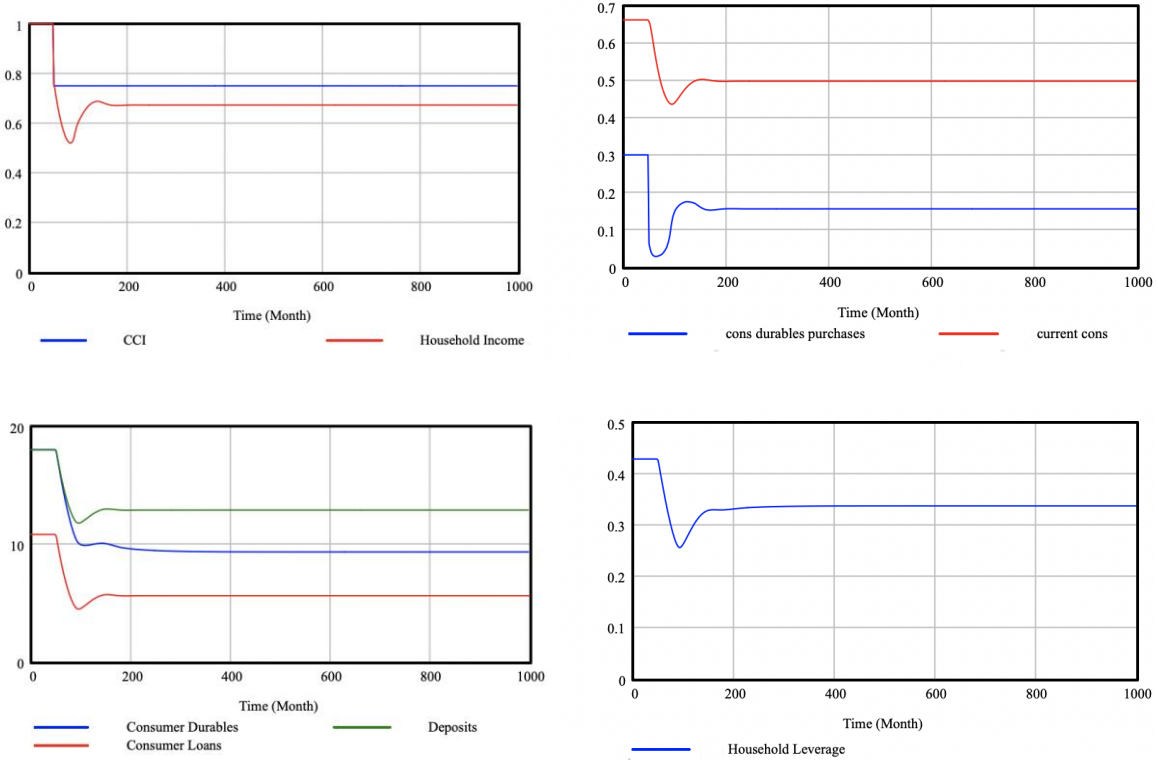 1
0.8
0.6
0.4
0.2
0
0 200 400 600 800 1000
Time (Month)
CCI Household Income
0.7
0.6
0.5
0.4
0.3
0.2
0.1
0
0 200 400 600 800 1000
Time (Month)
cons durables purchases current cons
20
10
0
0 200 400 600 800 1000
Time (Month)
Consumer Durables Deposits
Consumer Loans
0.5
0.4
0.3
0.2
0.1
0
0 200 400 600 800 1000
Time (Month)
Household Leverage